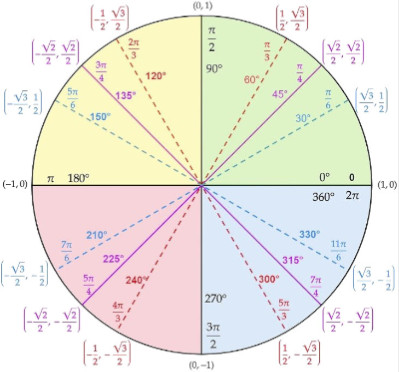 (0, 1)
(-1/2, √3/2)
(1/2, √3/2)
(-√2/2, √2/2)
(√2/2, √2/2)
(-√3/2, 1/2)
(√3/2, 1/2)
2π/3
π/2
π/3
3π/4
π/4
5π/6
π/6
120°
90°
60°
135°
45°
150°
30°
(-1, 0)
π
180°
0°
0
360°
2π
(1, 0)
210°
330°
7π/6
11π/6
225°
315°
5π/4
7π/4
240°
270°
300°
4π/3
3π/2
5π/3
(-√3/2, -1/2)
(√3/2, -1/2)
(-√2/2, -√2/2)
(√2/2, -√2/2)
(-1/2, -√3/2)
(1/2, -√3/2)
(0, -1)